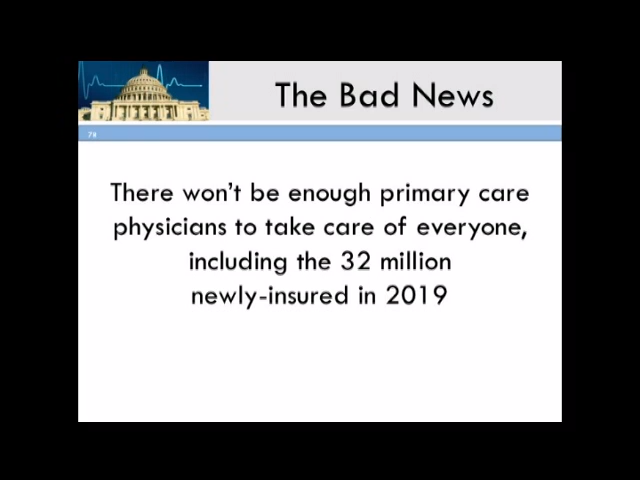 The Bad News
78
There won't be enough primary care
physicians to take care of everyone,
including the 32 million
newly-insured in 2019